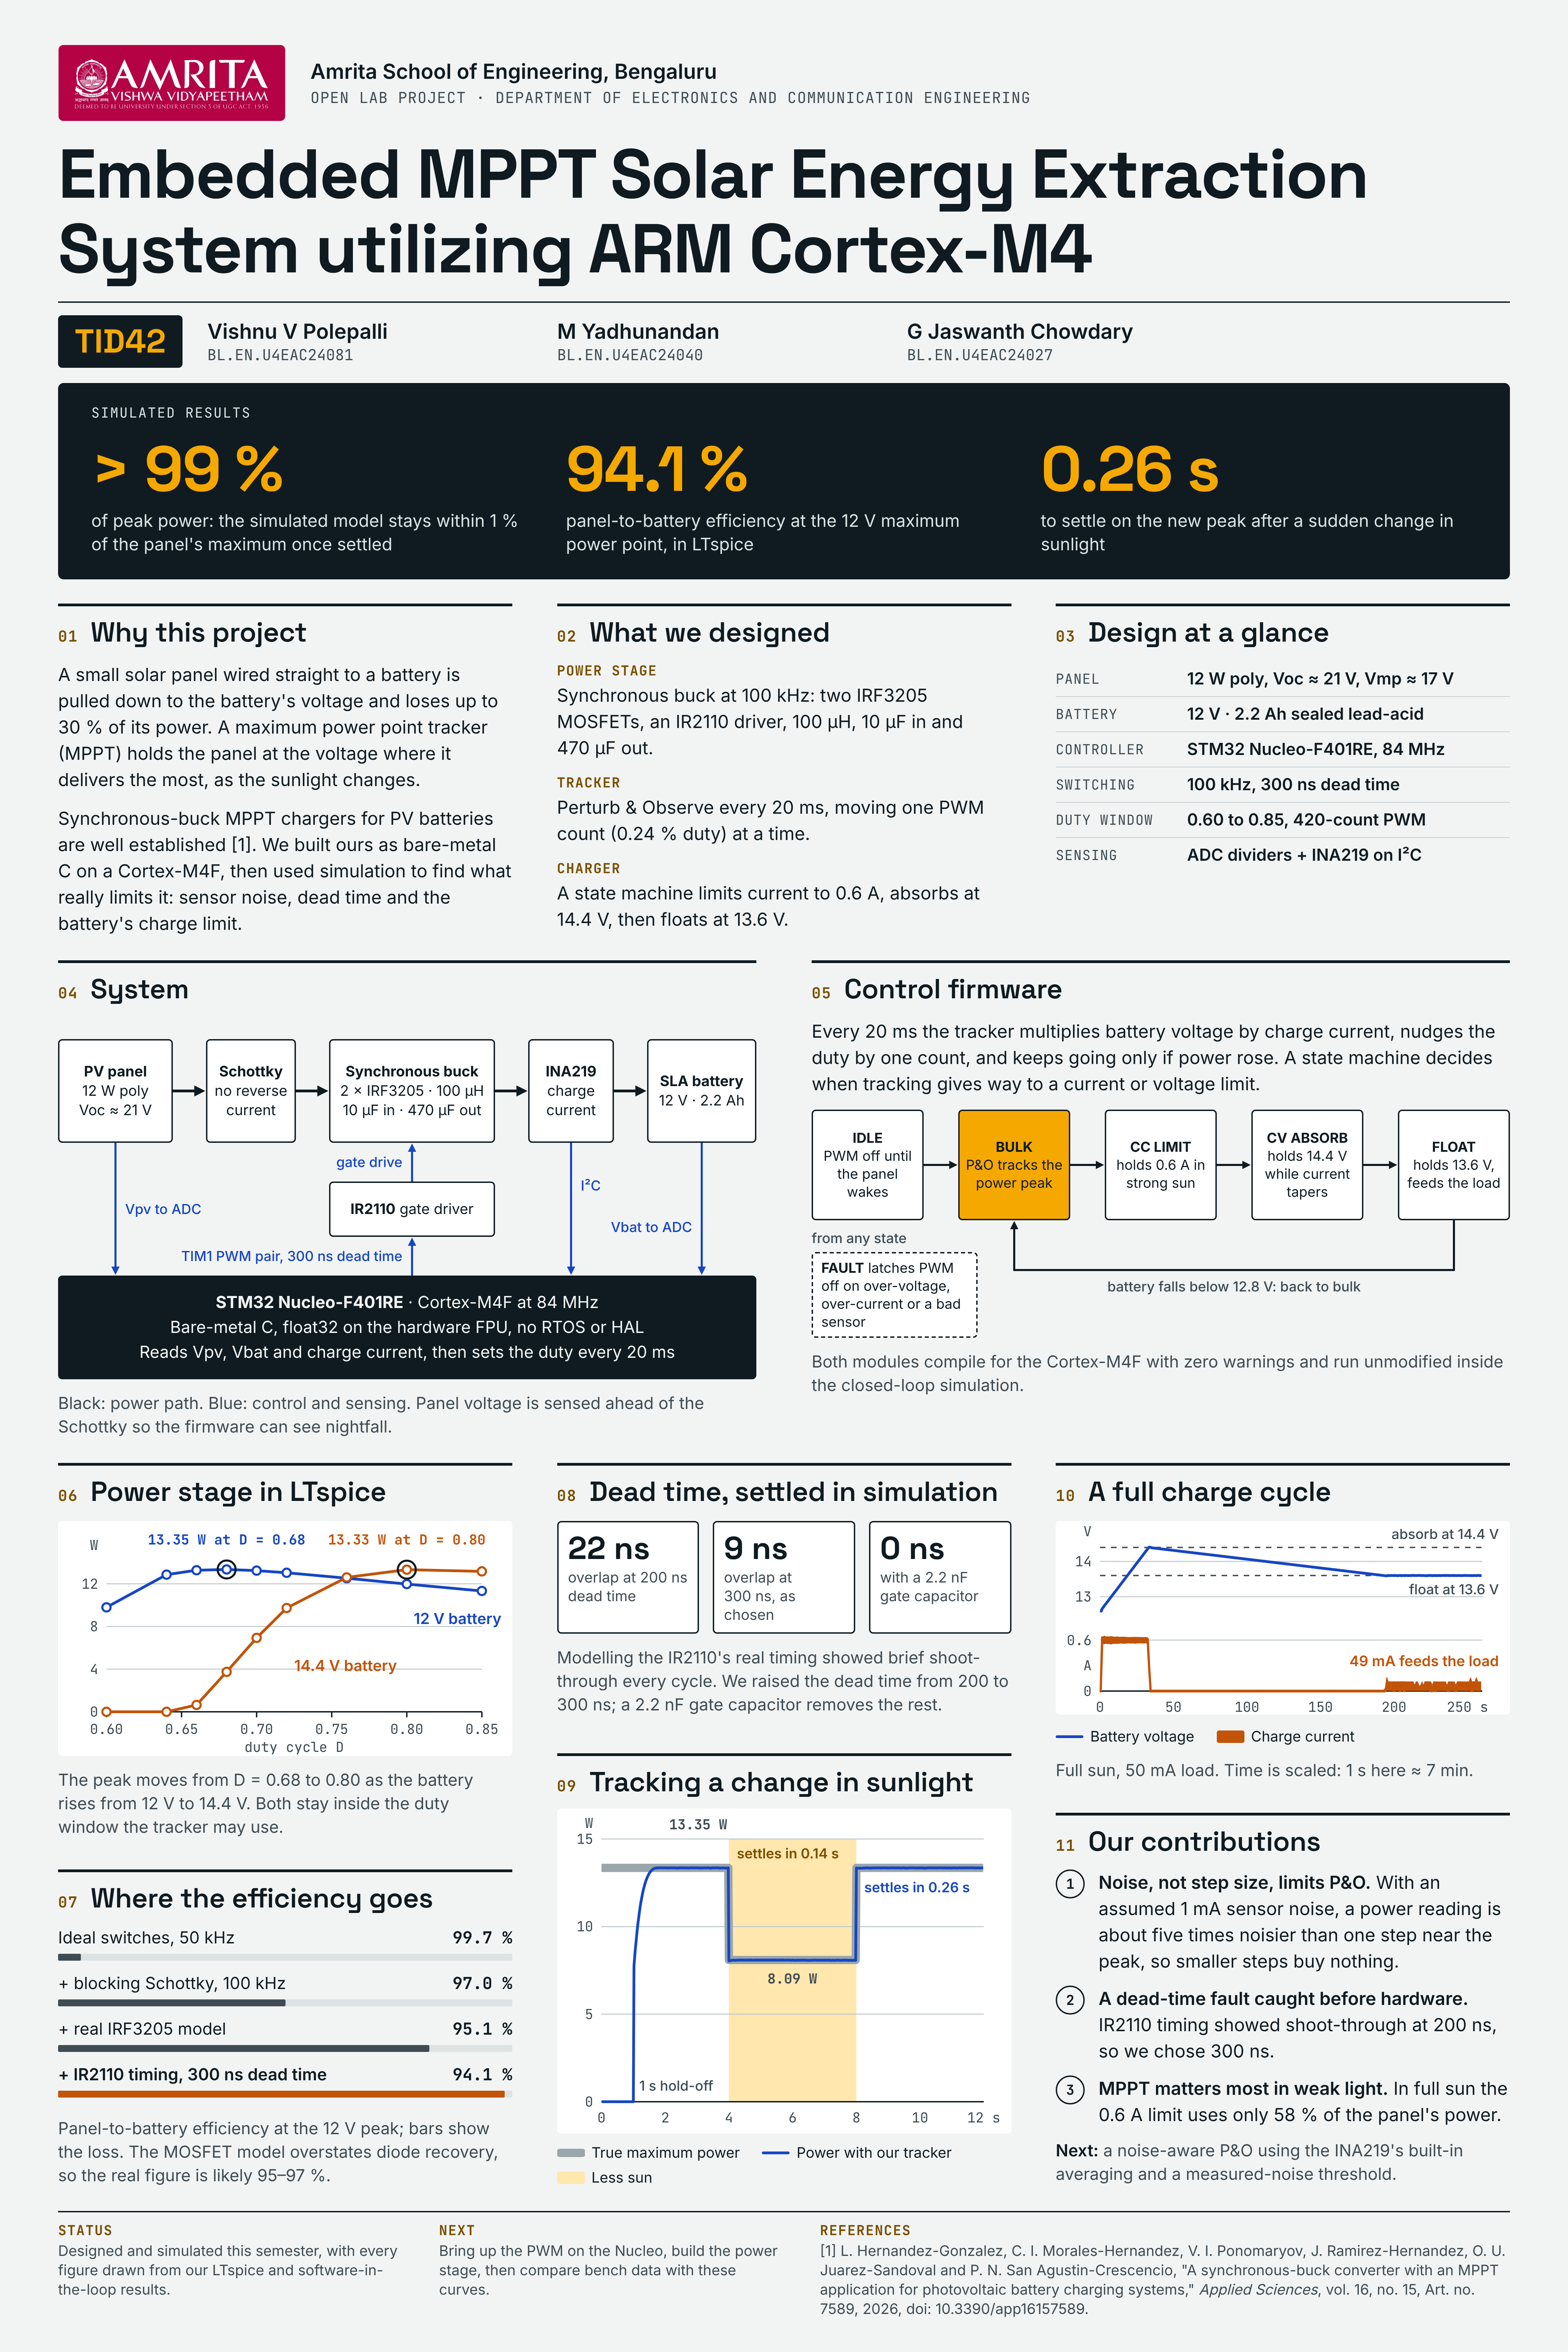 AMRITA
VISHWA VIDYAPEETHAM
DEEMED TO BE UNIVERSITY UNDER SECTION 3 OF UGC ACT, 1956
Amrita School of Engineering, Bengaluru
OPEN LAB PROJECT · DEPARTMENT OF ELECTRONICS AND COMMUNICATION ENGINEERING
Embedded MPPT Solar Energy Extraction
System utilizing ARM Cortex-M4
TID42
Vishnu V Polepalli
BL.EN.U4EAC24081
M Yadhunandan
BL.EN.U4EAC24040
G Jaswanth Chowdary
BL.EN.U4EAC24027
SIMULATED RESULTS
> 99 %
of peak power: the simulated model stays within 1 %
of the panel's maximum once settled
94.1 %
panel-to-battery efficiency at the 12 V maximum
power point, in LTspice
0.26 s
to settle on the new peak after a sudden change in
sunlight
01 Why this project
A small solar panel wired straight to a battery is
pulled down to the battery's voltage and loses up to
30 % of its power. A maximum power point tracker
(MPPT) holds the panel at the voltage where it
delivers the most, as the sunlight changes.
Synchronous-buck MPPT chargers for PV batteries
are well established [1]. We built ours as bare-metal
C on a Cortex-M4F, then used simulation to find what
really limits it: sensor noise, dead time and the
battery's charge limit.
02 What we designed
POWER STAGE
Synchronous buck at 100 kHz: two IRF3205
MOSFETs, an IR2110 driver, 100 µH, 10 µF in and
470 µF out.
TRACKER
Perturb & Observe every 20 ms, moving one PWM
count (0.24 % duty) at a time.
CHARGER
A state machine limits current to 0.6 A, absorbs at
14.4 V, then floats at 13.6 V.
03 Design at a glance
PANEL 12 W poly, Voc ≈ 21 V, Vmp ≈ 17 V
BATTERY 12 V · 2.2 Ah sealed lead-acid
CONTROLLER STM32 Nucleo-F401RE, 84 MHz
SWITCHING 100 kHz, 300 ns dead time
DUTY WINDOW 0.60 to 0.85, 420-count PWM
SENSING ADC dividers + INA219 on I²C
04 System
PV panel
12 W poly
Voc ≈ 21 V
Schottky
no reverse
current
Synchronous buck
2 × IRF3205 · 100 µH
10 µF in · 470 µF out
INA219
charge
current
SLA battery
12 V · 2.2 Ah
gate drive
I²C
IR2110 gate driver
Vpv to ADC
Vbat to ADC
TIM1 PWM pair, 300 ns dead time
STM32 Nucleo-F401RE · Cortex-M4F at 84 MHz
Bare-metal C, float32 on the hardware FPU, no RTOS or HAL
Reads Vpv, Vbat and charge current, then sets the duty every 20 ms
Black: power path. Blue: control and sensing. Panel voltage is sensed ahead of the
Schottky so the firmware can see nightfall.
05 Control firmware
Every 20 ms the tracker multiplies battery voltage by charge current, nudges the
duty by one count, and keeps going only if power rose. A state machine decides
when tracking gives way to a current or voltage limit.
IDLE
PWM off until
the panel
wakes
BULK
P&O tracks the
power peak
CC LIMIT
holds 0.6 A in
strong sun
CV ABSORB
holds 14.4 V
while current
tapers
FLOAT
holds 13.6 V,
feeds the load
from any state
FAULT latches PWM
off on over-voltage,
over-current or a bad
sensor
battery falls below 12.8 V: back to bulk
Both modules compile for the Cortex-M4F with zero warnings and run unmodified inside
the closed-loop simulation.
06 Power stage in LTspice
W
13.35 W at D = 0.68
13.33 W at D = 0.80
12
8
4
0
12 V battery
14.4 V battery
0.60 0.65 0.70 0.75 0.80 0.85
duty cycle D
The peak moves from D = 0.68 to 0.80 as the battery
rises from 12 V to 14.4 V. Both stay inside the duty
window the tracker may use.
07 Where the efficiency goes
Ideal switches, 50 kHz 99.7 %
+ blocking Schottky, 100 kHz 97.0 %
+ real IRF3205 model 95.1 %
+ IR2110 timing, 300 ns dead time 94.1 %
Panel-to-battery efficiency at the 12 V peak; bars show
the loss. The MOSFET model overstates diode recovery,
so the real figure is likely 95–97 %.
08 Dead time, settled in simulation
22 ns
overlap at 200 ns
dead time
9 ns
overlap at
300 ns, as
chosen
0 ns
with a 2.2 nF
gate capacitor
Modelling the IR2110's real timing showed brief shoot-
through every cycle. We raised the dead time from 200 to
300 ns; a 2.2 nF gate capacitor removes the rest.
09 Tracking a change in sunlight
W
15
10
5
0
13.35 W
settles in 0.14 s
settles in 0.26 s
8.09 W
1 s hold-off
0 2 4 6 8 10 12 s
True maximum power
Power with our tracker
Less sun
10 A full charge cycle
V
14
13
0.6
A
0
absorb at 14.4 V
float at 13.6 V
49 mA feeds the load
0 50 100 150 200 250 s
Battery voltage
Charge current
Full sun, 50 mA load. Time is scaled: 1 s here ≈ 7 min.
11 Our contributions
1 Noise, not step size, limits P&O. With an
assumed 1 mA sensor noise, a power reading is
about five times noisier than one step near the
peak, so smaller steps buy nothing.
2 A dead-time fault caught before hardware.
IR2110 timing showed shoot-through at 200 ns,
so we chose 300 ns.
3 MPPT matters most in weak light. In full sun the
0.6 A limit uses only 58 % of the panel's power.
Next: a noise-aware P&O using the INA219's built-in
averaging and a measured-noise threshold.
STATUS
Designed and simulated this semester, with every
figure drawn from our LTspice and software-in-
the-loop results.
NEXT
Bring up the PWM on the Nucleo, build the power
stage, then compare bench data with these
curves.
REFERENCES
[1] L. Hernandez-Gonzalez, C. I. Morales-Hernandez, V. I. Ponomaryov, J. Ramirez-Hernandez, O. U.
Juarez-Sandoval and P. N. San Agustin-Crescencio, "A synchronous-buck converter with an MPPT
application for photovoltaic battery charging systems," Applied Sciences, vol. 16, no. 15, Art. no.
7589, 2026, doi: 10.3390/app16157589.